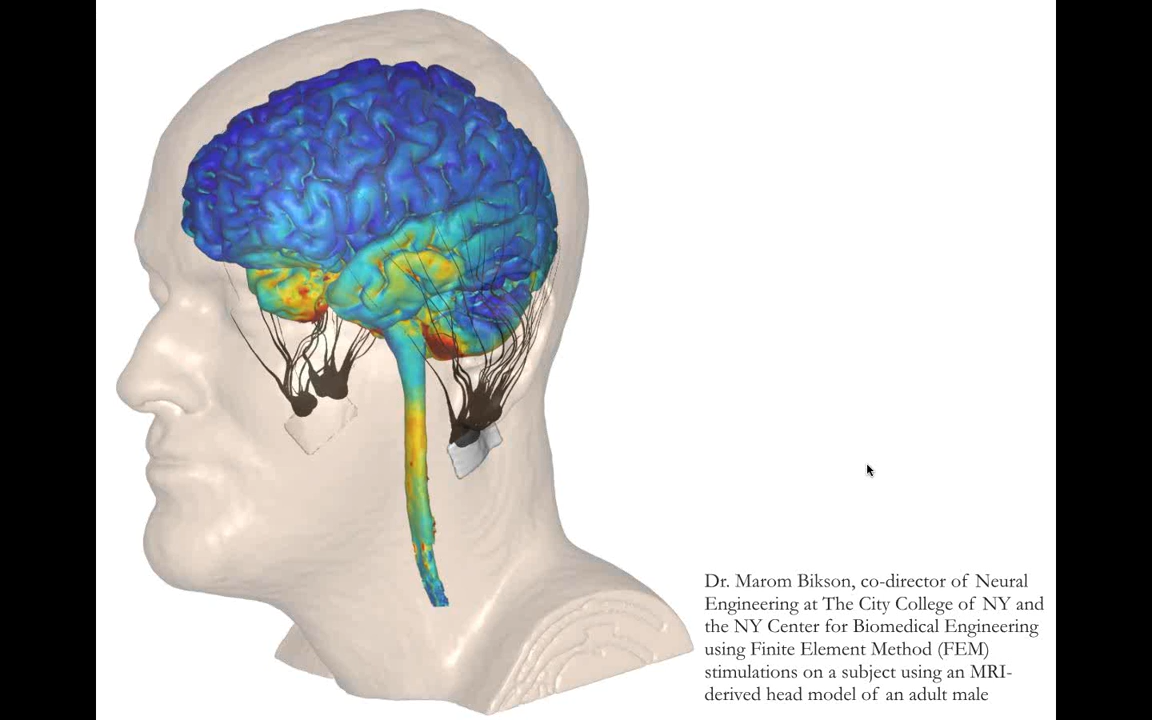 Dr. Marom Bikson, co-director of Neural
Engineering at The City College of NY and
the NY Center for Biomedical Engineering
using Finite Element Method (FEM)
stimulations on a subject using an MRI-
derived head model of an adult male